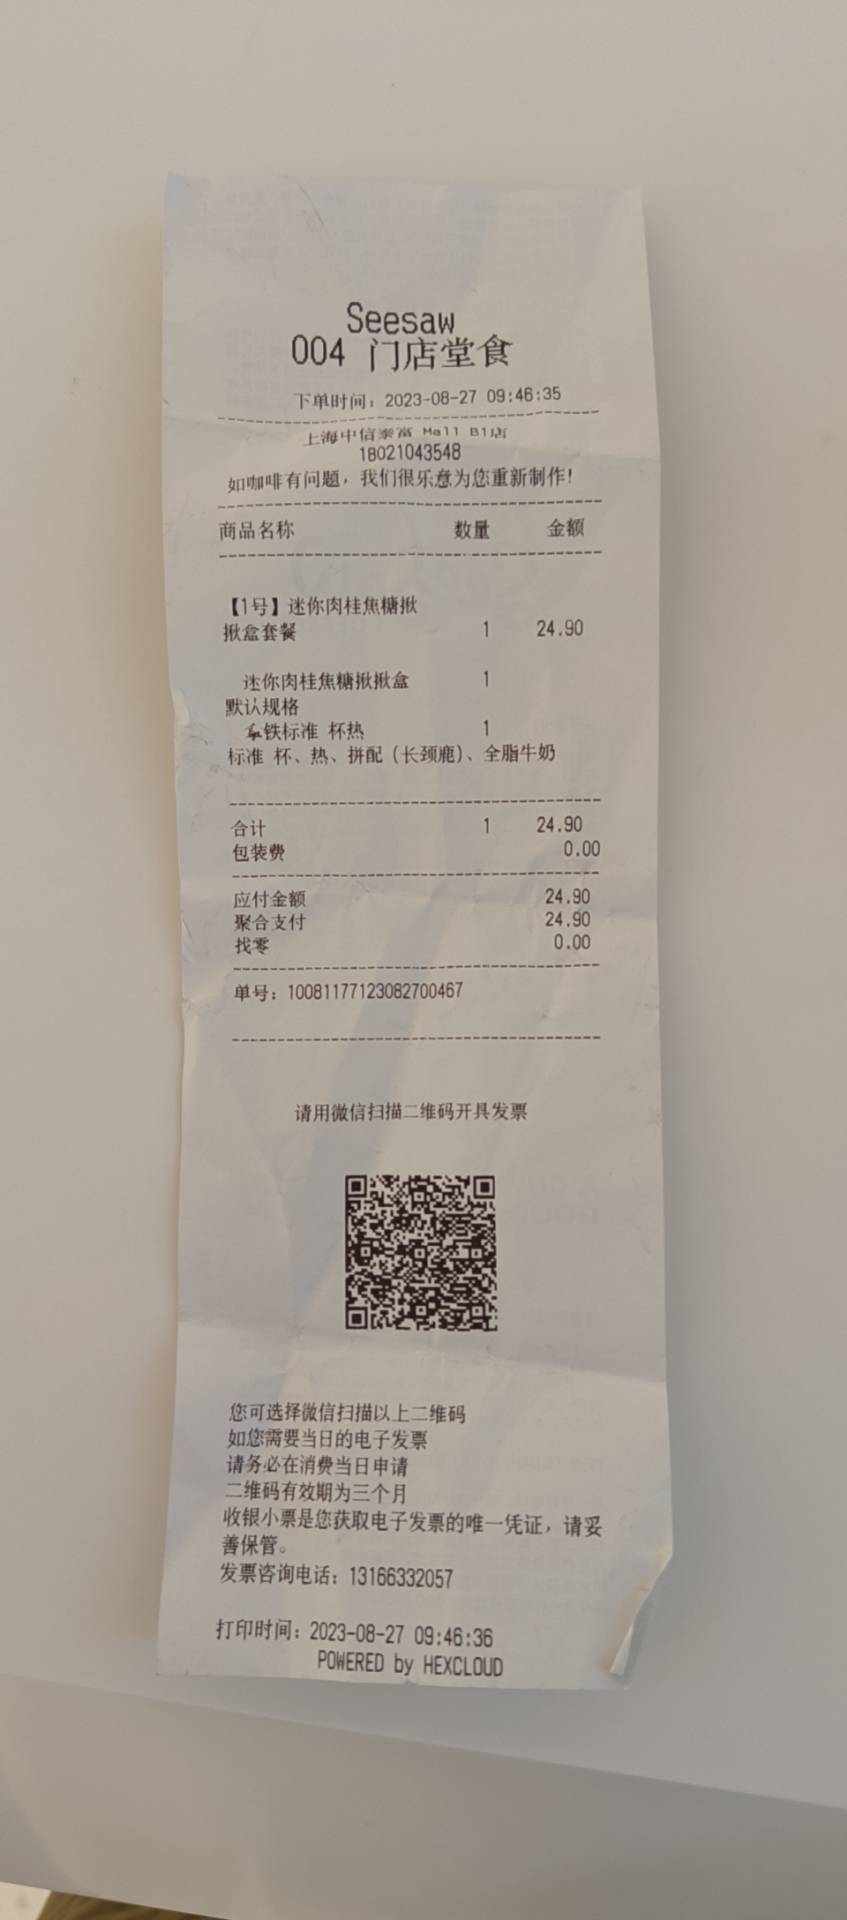 Seesaw
004 门店堂食
下单时间：2023-08-27 09:46:35
上海中信泰富 Mall B1店
18021043548
如咖啡有问题，我们很乐意为您重新制作！
商品名称 数量 金额
【1号】迷你肉桂焦糖揪
揪盒套餐 1 24.90
迷你肉桂焦糖揪揪盒 1
默认规格
拿铁标准 杯热 1
标准 杯、热、拼配（长颈鹿）、全脂牛奶
合计 1 24.90
包装费 0.00
应付金额 24.90
聚合支付 24.90
找零 0.00
单号：10081177123082700467
请用微信扫描二维码开具发票
您可选择微信扫描以上二维码
如您需要当日的电子发票
请务必在消费当日申请
二维码有效期为三个月
收银小票是您获取电子发票的唯一凭证，请妥
善保管。
发票咨询电话：13166332057
打印时间：2023-08-27 09:46:36
POWERED by HEXCLOUD